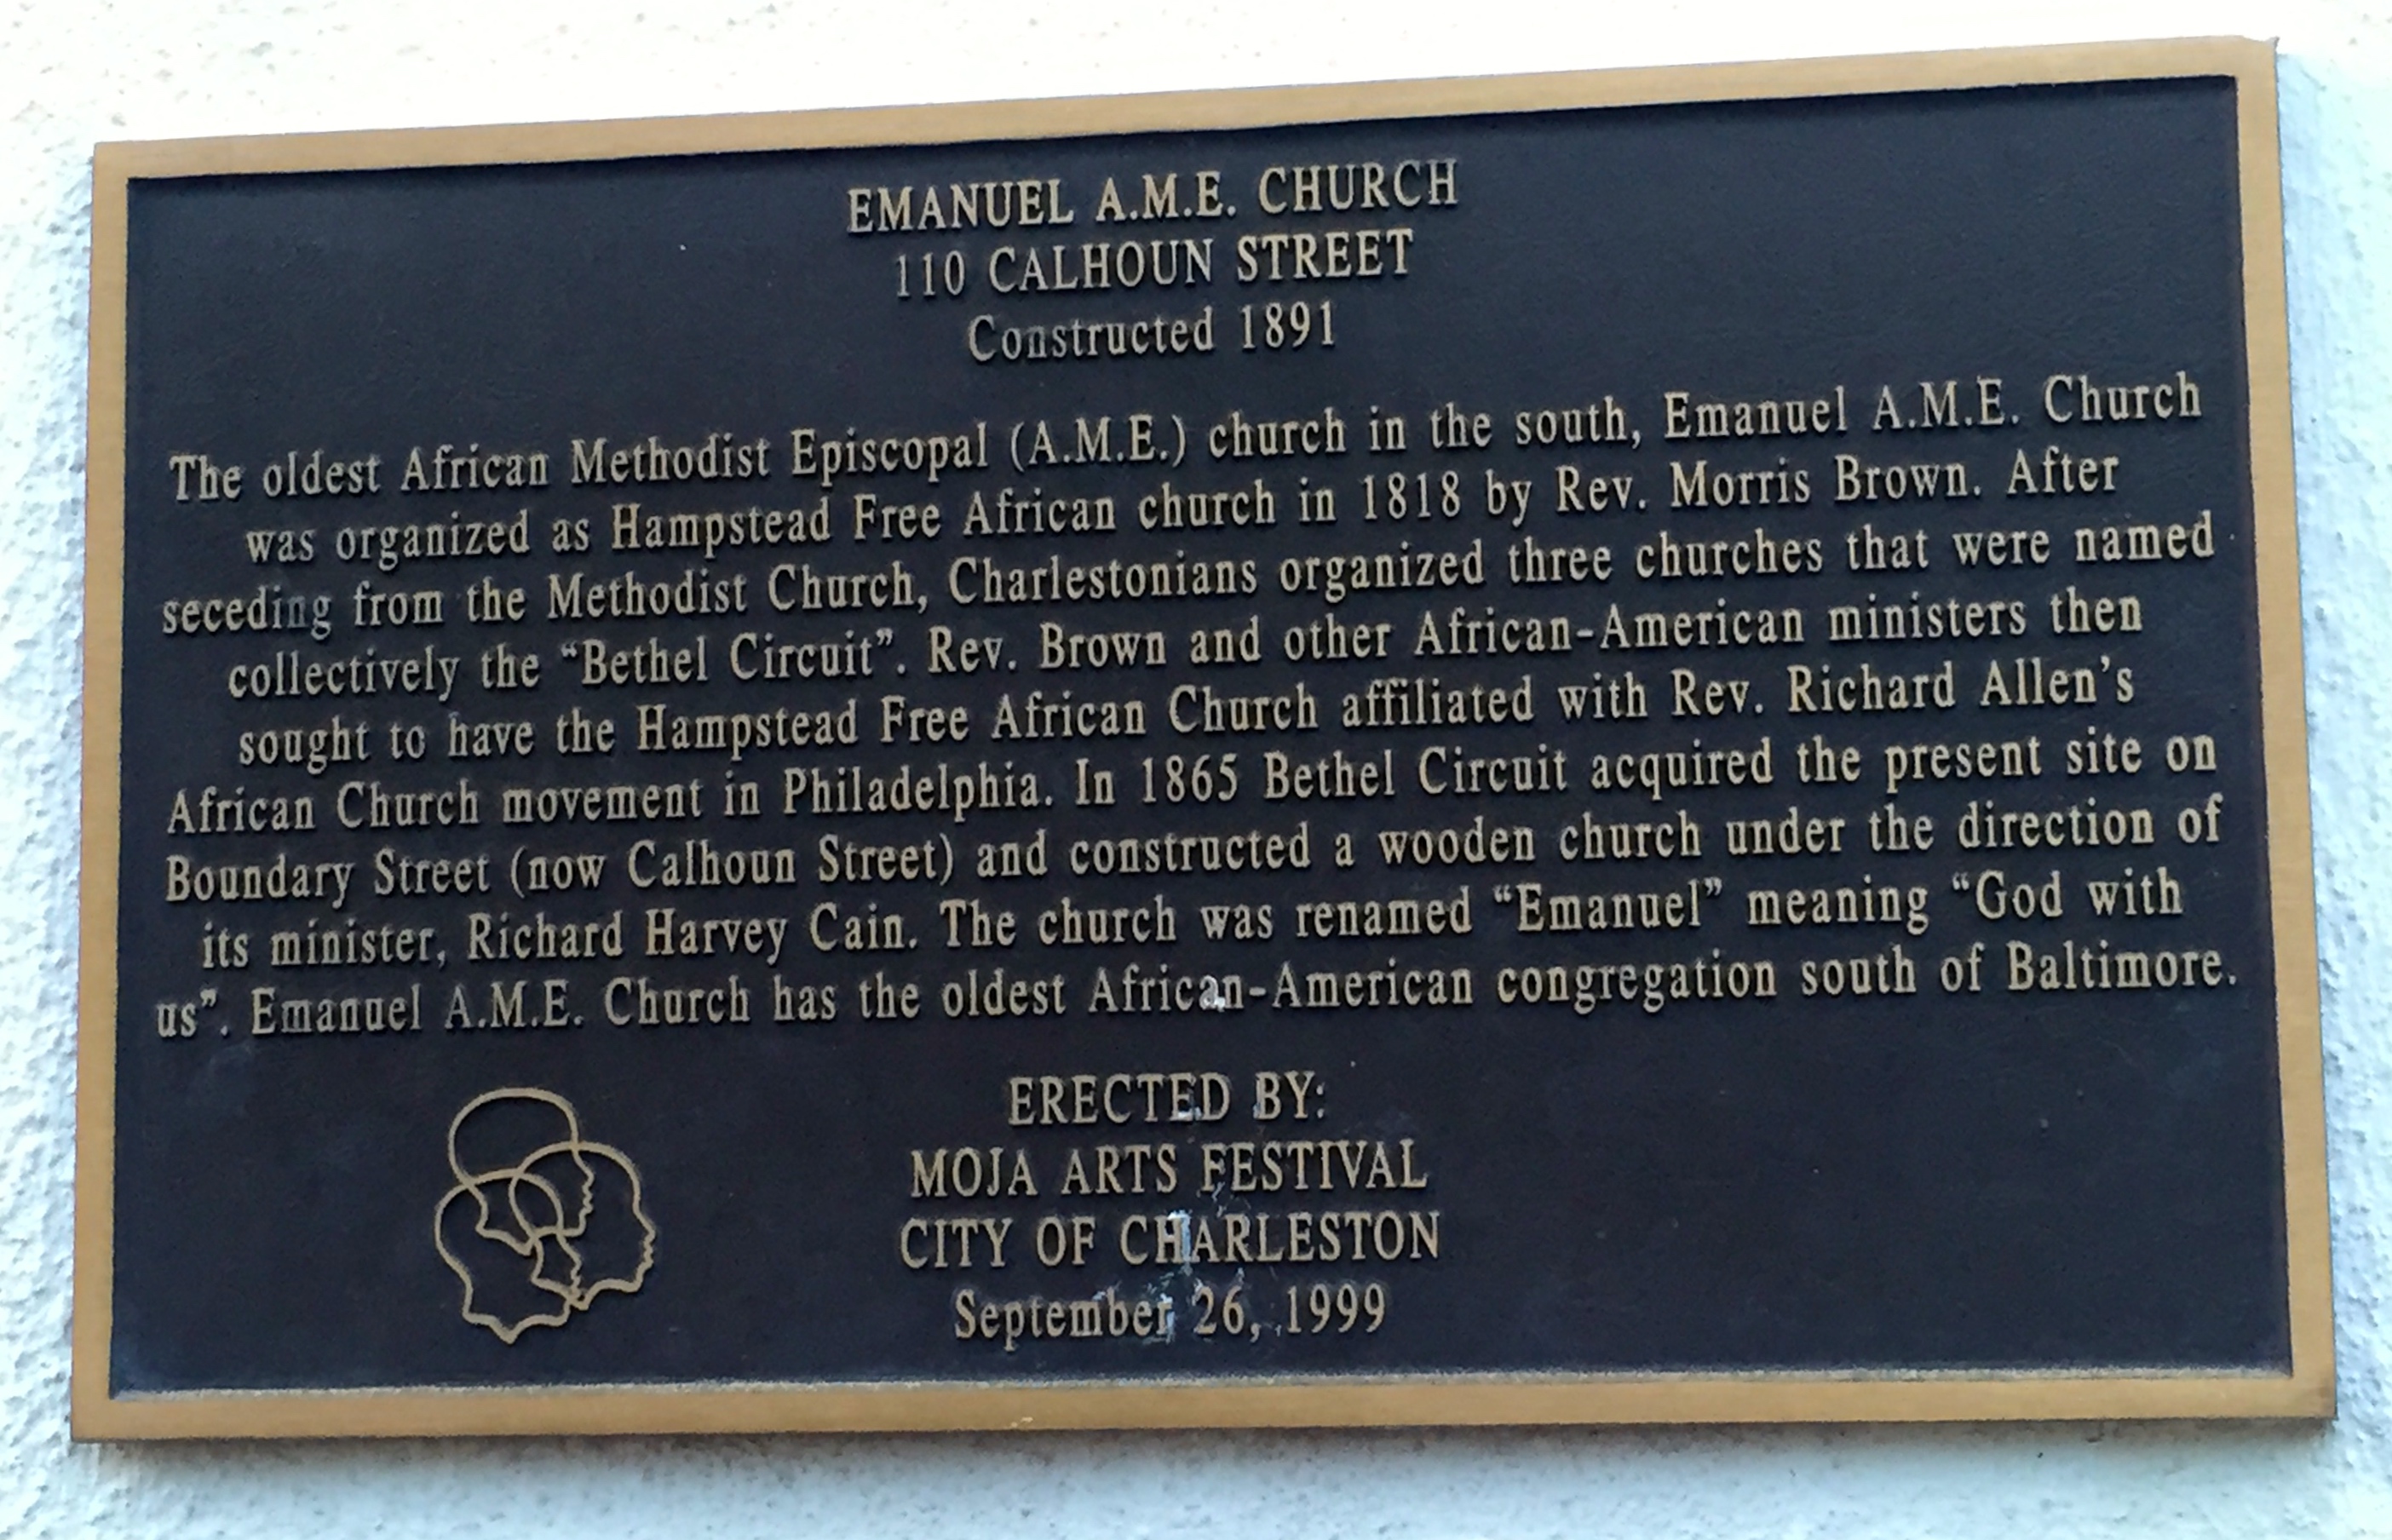 EMANUEL A.M.E. CHURCH
110 CALHOUN STREET
Constructed 1891
The oldest African Methodist Episcopal (A.M.E.) church in the south, Emanuel A.M.E. Church
was organized as Hampstead Free African church in 1818 by Rev. Morris Brown. After
seceding from the Methodist Church, Charlestonians organized three churches that were named
collectively the “Bethel Circuit”. Rev. Brown and other African-American ministers then
sought to have the Hampstead Free African Church affiliated with Rev. Richard Allen’s
African Church movement in Philadelphia. In 1865 Bethel Circuit acquired the present site on
Boundary Street (now Calhoun Street) and constructed a wooden church under the direction of
its minister, Richard Harvey Cain. The church was renamed “Emanuel” meaning “God with
us”. Emanuel A.M.E. Church has the oldest African-American congregation south of Baltimore.
ERECTED BY:
MOJA ARTS FESTIVAL
CITY OF CHARLESTON
September 26, 1999